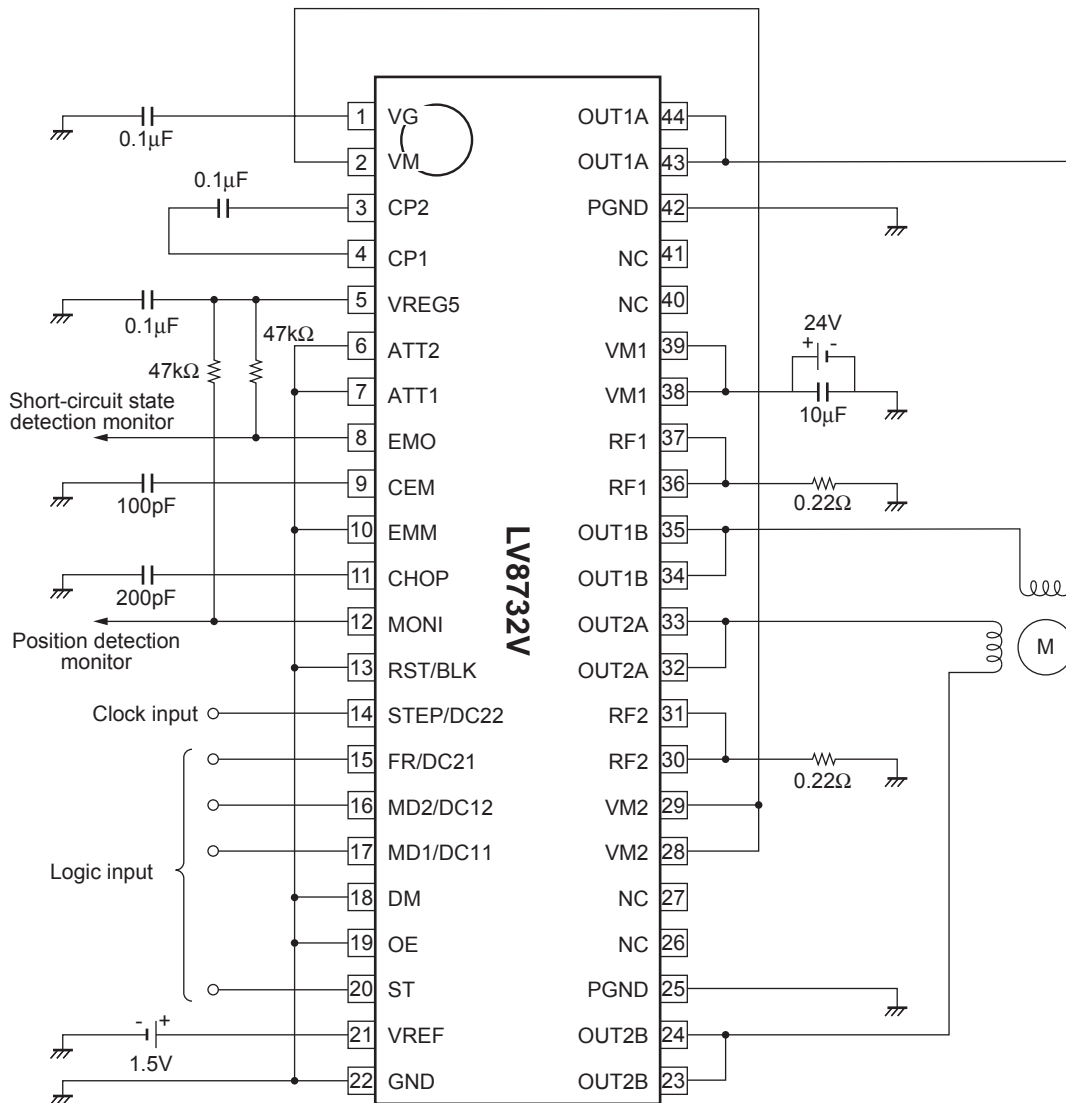 0.1μF
1 VG
OUT1A 44
2 VM
OUT1A 43
0.1μF
3 CP2
PGND 42
4 CP1
NC 41
0.1μF
5 VREG5
NC 40
47kΩ
47kΩ
6 ATT2
VM1 39
24V
+ -
7 ATT1
VM1 38
10μF
Short-circuit state
detection monitor
8 EMO
RF1 37
100pF
9 CEM
RF1 36
0.22Ω
10 EMM
OUT1B 35
200pF
11 CHOP
OUT1B 34
LV8732V
Position detection
monitor
12 MONI
OUT2A 33
M
13 RST/BLK
OUT2A 32
Clock input
14 STEP/DC22
RF2 31
Logic input
15 FR/DC21
RF2 30
0.22Ω
16 MD2/DC12
VM2 29
17 MD1/DC11
VM2 28
18 DM
NC 27
19 OE
NC 26
20 ST
PGND 25
- +
1.5V
21 VREF
OUT2B 24
22 GND
OUT2B 23